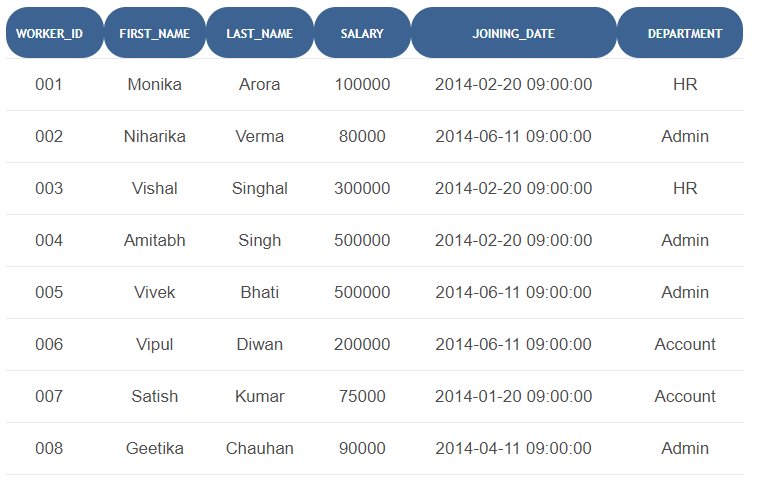 WORKER_ID FIRST_NAME LAST_NAME SALARY JOINING_DATE DEPARTMENT
001 Monika Arora 100000 2014-02-20 09:00:00 HR
002 Niharika Verma 80000 2014-06-11 09:00:00 Admin
003 Vishal Singhal 300000 2014-02-20 09:00:00 HR
004 Amitabh Singh 500000 2014-02-20 09:00:00 Admin
005 Vivek Bhati 500000 2014-06-11 09:00:00 Admin
006 Vipul Diwan 200000 2014-06-11 09:00:00 Account
007 Satish Kumar 75000 2014-01-20 09:00:00 Account
008 Geetika Chauhan 90000 2014-04-11 09:00:00 Admin